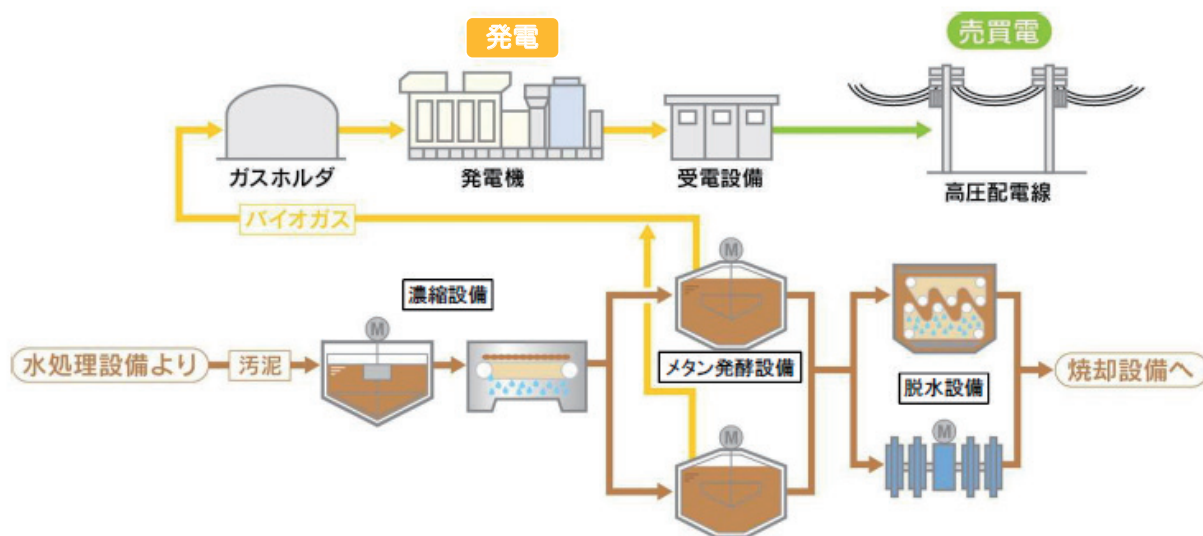 発電
売買電
ガスホルダ
発電機
受電設備
高圧配電線
バイオガス
M
濃縮設備
M
水処理設備より
汚泥
メタン発酵設備
脱水設備
焼却設備へ
M
M